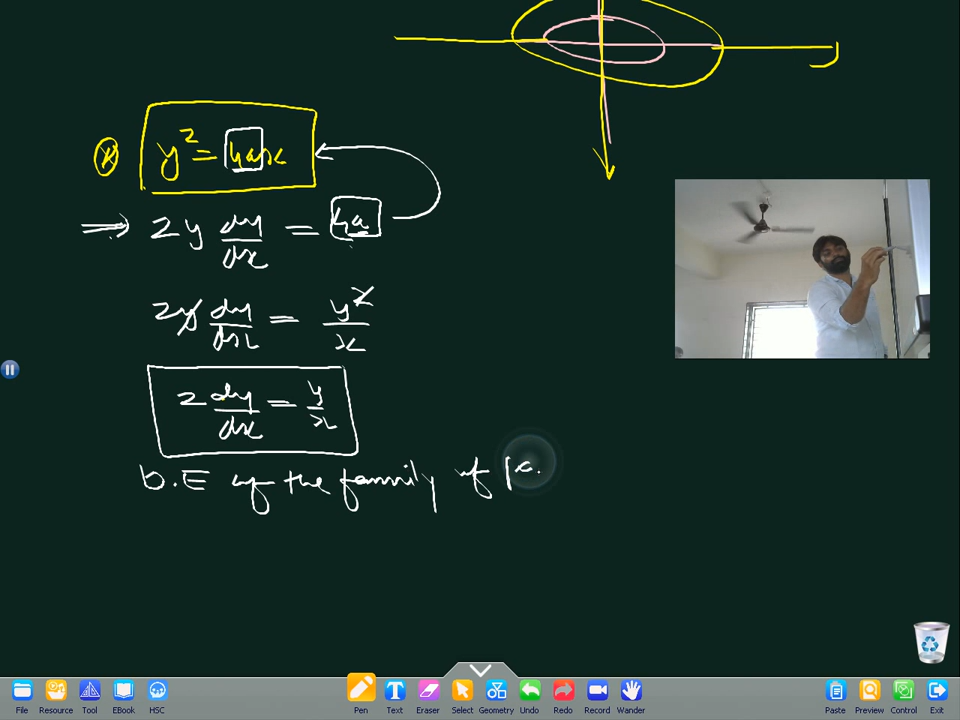 y² = 4ax
⇒ 2y dy/dx = 4a
2y dy/dx = y²/x
2 dy/dx = y/x
D.E of the family of pa
File Resource Tool EBook HSC Pen Text Eraser Select Geometry Undo Redo Record Wander Paste Preview Control Exit